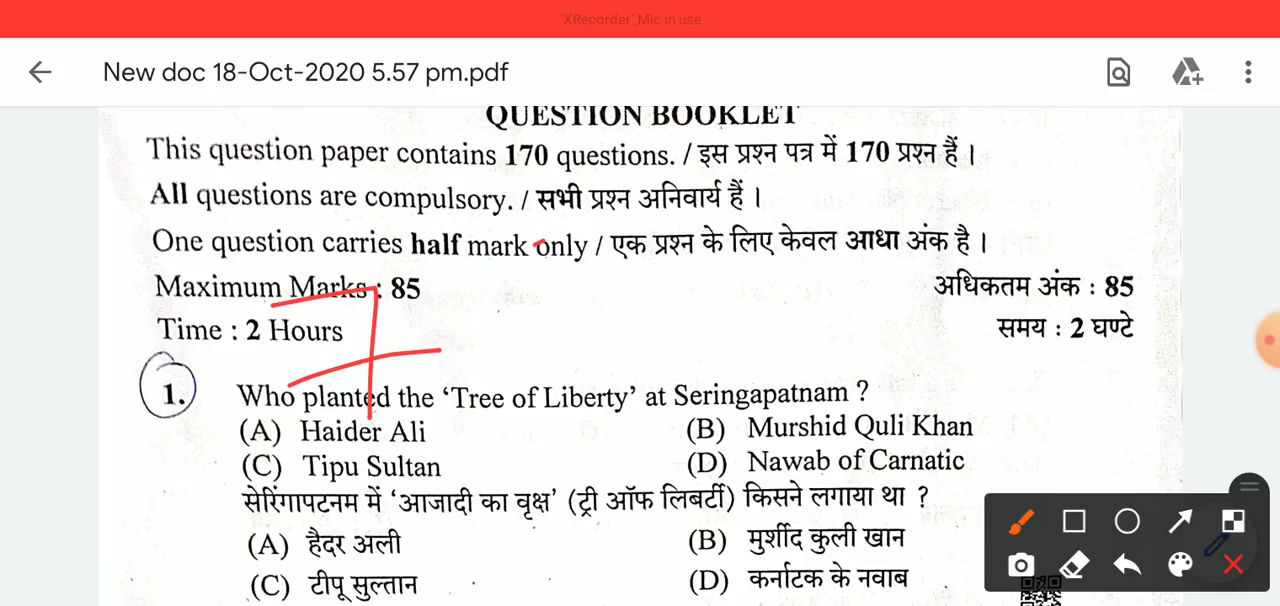 "XRecorder",Mic in use
New doc 18-Oct-2020 5.57 pm.pdf
QUESTION BOOKLET
This question paper contains 170 questions. / इस प्रश्न पत्र में 170 प्रश्न हैं ।
All questions are compulsory. / सभी प्रश्न अनिवार्य हैं ।
One question carries half mark only / एक प्रश्न के लिए केवल आधा अंक है ।
Maximum Marks : 85 अधिकतम अंक : 85
Time : 2 Hours समय : 2 घण्टे
1. Who planted the ‘Tree of Liberty’ at Seringapatnam ?
(A) Haider Ali (B) Murshid Quli Khan
(C) Tipu Sultan (D) Nawab of Carnatic
सेरिंगापटनम में ‘आजादी का वृक्ष’ (ट्री ऑफ लिबर्टी) किसने लगाया था ?
(A) हैदर अली (B) मुर्शीद कुली खान
(C) टीपू सुल्तान (D) कर्नाटक के नवाब